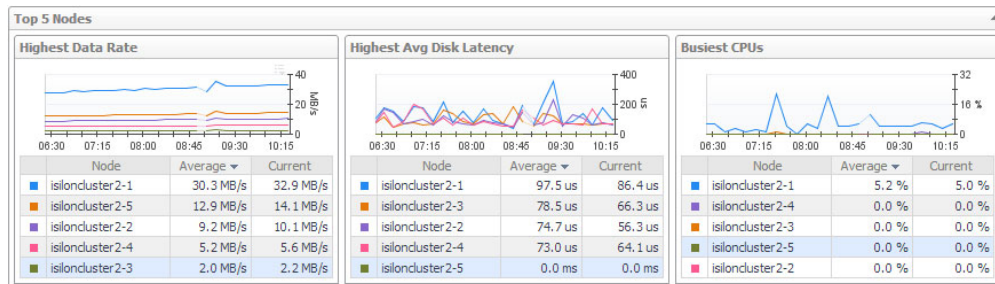 Top 5 Nodes
Highest Data Rate
40
20
0
MB/s
06:30 07:15 08:00 08:45 09:30 10:15
Node Average Current
isiloncluster2-1 30.3 MB/s 32.9 MB/s
isiloncluster2-5 12.9 MB/s 14.1 MB/s
isiloncluster2-2 9.2 MB/s 10.1 MB/s
isiloncluster2-4 5.2 MB/s 5.6 MB/s
isiloncluster2-3 2.0 MB/s 2.2 MB/s
Highest Avg Disk Latency
400
200
0
us
06:30 07:15 08:00 08:45 09:30 10:15
Node Average Current
isiloncluster2-1 97.5 us 86.4 us
isiloncluster2-3 78.5 us 66.3 us
isiloncluster2-2 74.7 us 56.3 us
isiloncluster2-4 73.0 us 64.1 us
isiloncluster2-5 0.0 ms 0.0 ms
Busiest CPUs
32
16
0
%
06:30 07:15 08:00 08:45 09:30 10:15
Node Average Current
isiloncluster2-1 5.2 % 5.0 %
isiloncluster2-4 0.0 % 0.0 %
isiloncluster2-3 0.0 % 0.0 %
isiloncluster2-5 0.0 % 0.0 %
isiloncluster2-2 0.0 % 0.0 %